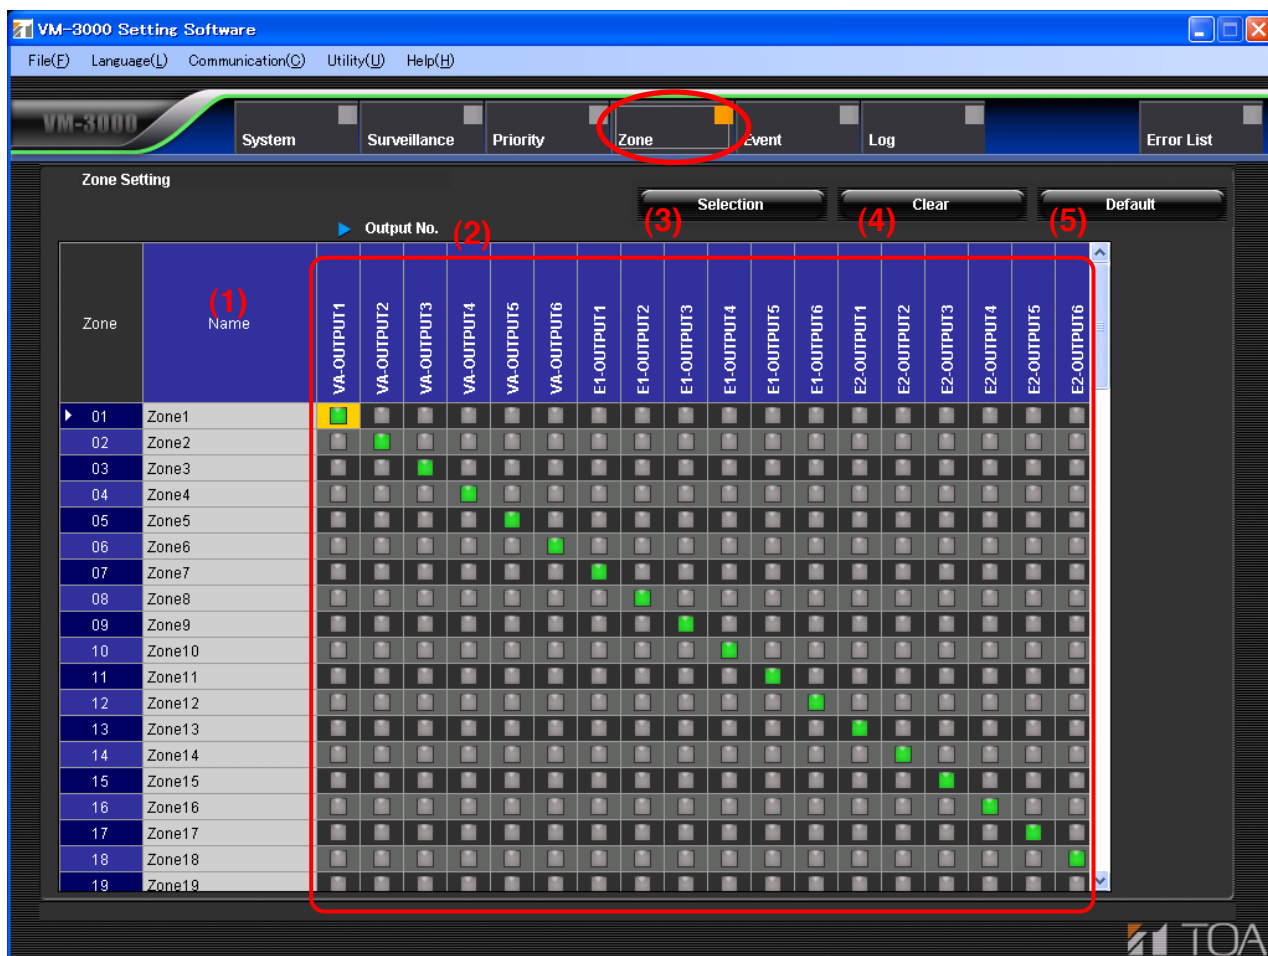 VM-3000 Setting Software
File(F) Language(L) Communication(C) Utility(U) Help(H)
VM-3000
System Surveillance Priority Zone Event Log Error List
Zone Setting
Selection Clear Default
(3) (4) (5)
Output No. (2)
Zone (1) Name VA-OUTPUT1 VA-OUTPUT2 VA-OUTPUT3 VA-OUTPUT4 VA-OUTPUT5 VA-OUTPUT6 E1-OUTPUT1 E1-OUTPUT2 E1-OUTPUT3 E1-OUTPUT4 E1-OUTPUT5 E1-OUTPUT6 E2-OUTPUT1 E2-OUTPUT2 E2-OUTPUT3 E2-OUTPUT4 E2-OUTPUT5 E2-OUTPUT6
01 Zone1
02 Zone2
03 Zone3
04 Zone4
05 Zone5
06 Zone6
07 Zone7
08 Zone8
09 Zone9
10 Zone10
11 Zone11
12 Zone12
13 Zone13
14 Zone14
15 Zone15
16 Zone16
17 Zone17
18 Zone18
19 Zone19
TOA